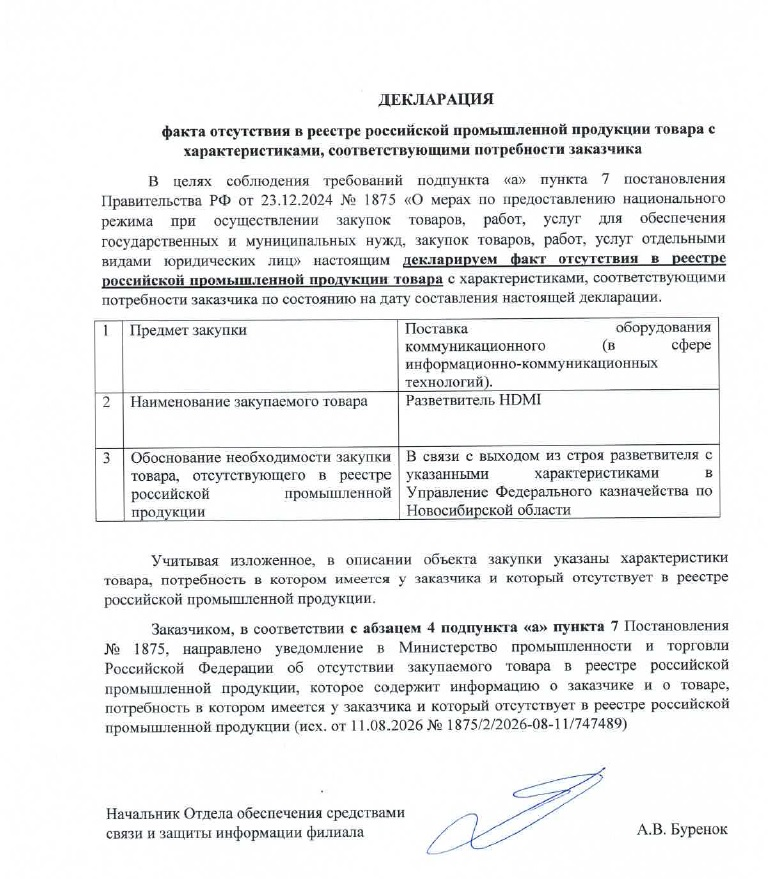 ДЕКЛАРАЦИЯ
факта отсутствия в реестре российской промышленной продукции товара с
характеристиками, соответствующими потребности заказчика
В целях соблюдения требований подпункта «а» пункта 7 постановления
Правительства РФ от 23.12.2024 № 1875 «О мерах по предоставлению национального
режима при осуществлении закупок товаров, работ, услуг для обеспечения
государственных и муниципальных нужд, закупок товаров, работ, услуг отдельными
видами юридических лиц» настоящим декларируем факт отсутствия в реестре
российской промышленной продукции товара с характеристиками, соответствующими
потребности заказчика по состоянию на дату составления настоящей декларации.
1 Предмет закупки
Поставка оборудования
коммуникационного (в сфере
информационно-коммуникационных
технологий).
2 Наименование закупаемого товара
Разветвитель HDMI
3 Обоснование необходимости закупки
товара, отсутствующего в реестре
российской промышленной
продукции
В связи с выходом из строя разветвителя с
указанными характеристиками в
Управление Федерального казначейства по
Новосибирской области
Учитывая изложенное, в описании объекта закупки указаны характеристики
товара, потребность в котором имеется у заказчика и который отсутствует в реестре
российской промышленной продукции.
Заказчиком, в соответствии с абзацем 4 подпункта «а» пункта 7 Постановления
№ 1875, направлено уведомление в Министерство промышленности и торговли
Российской Федерации об отсутствии закупаемого товара в реестре российской
промышленной продукции, которое содержит информацию о заказчике и о товаре,
потребность в котором имеется у заказчика и который отсутствует в реестре российской
промышленной продукции (исх. от 11.08.2026 № 1875/2/2026-08-11/747489)
Начальник Отдела обеспечения средствами
связи и защиты информации филиала
А.В. Буренок